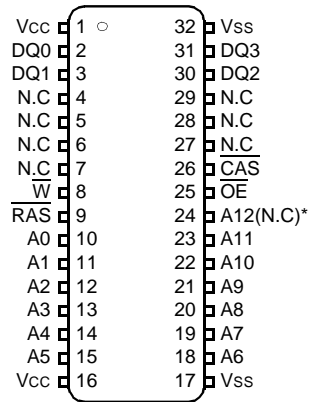 Vcc 1 32 Vss
DQ0 2 31 DQ3
DQ1 3 30 DQ2
N.C 4 29 N.C
N.C 5 28 N.C
N.C 6 27 N.C
N.C 7 26 CAS
W 8 25 OE
RAS 9 24 A12(N.C)*
A0 10 23 A11
A1 11 22 A10
A2 12 21 A9
A3 13 20 A8
A4 14 19 A7
A5 15 18 A6
Vcc 16 17 Vss